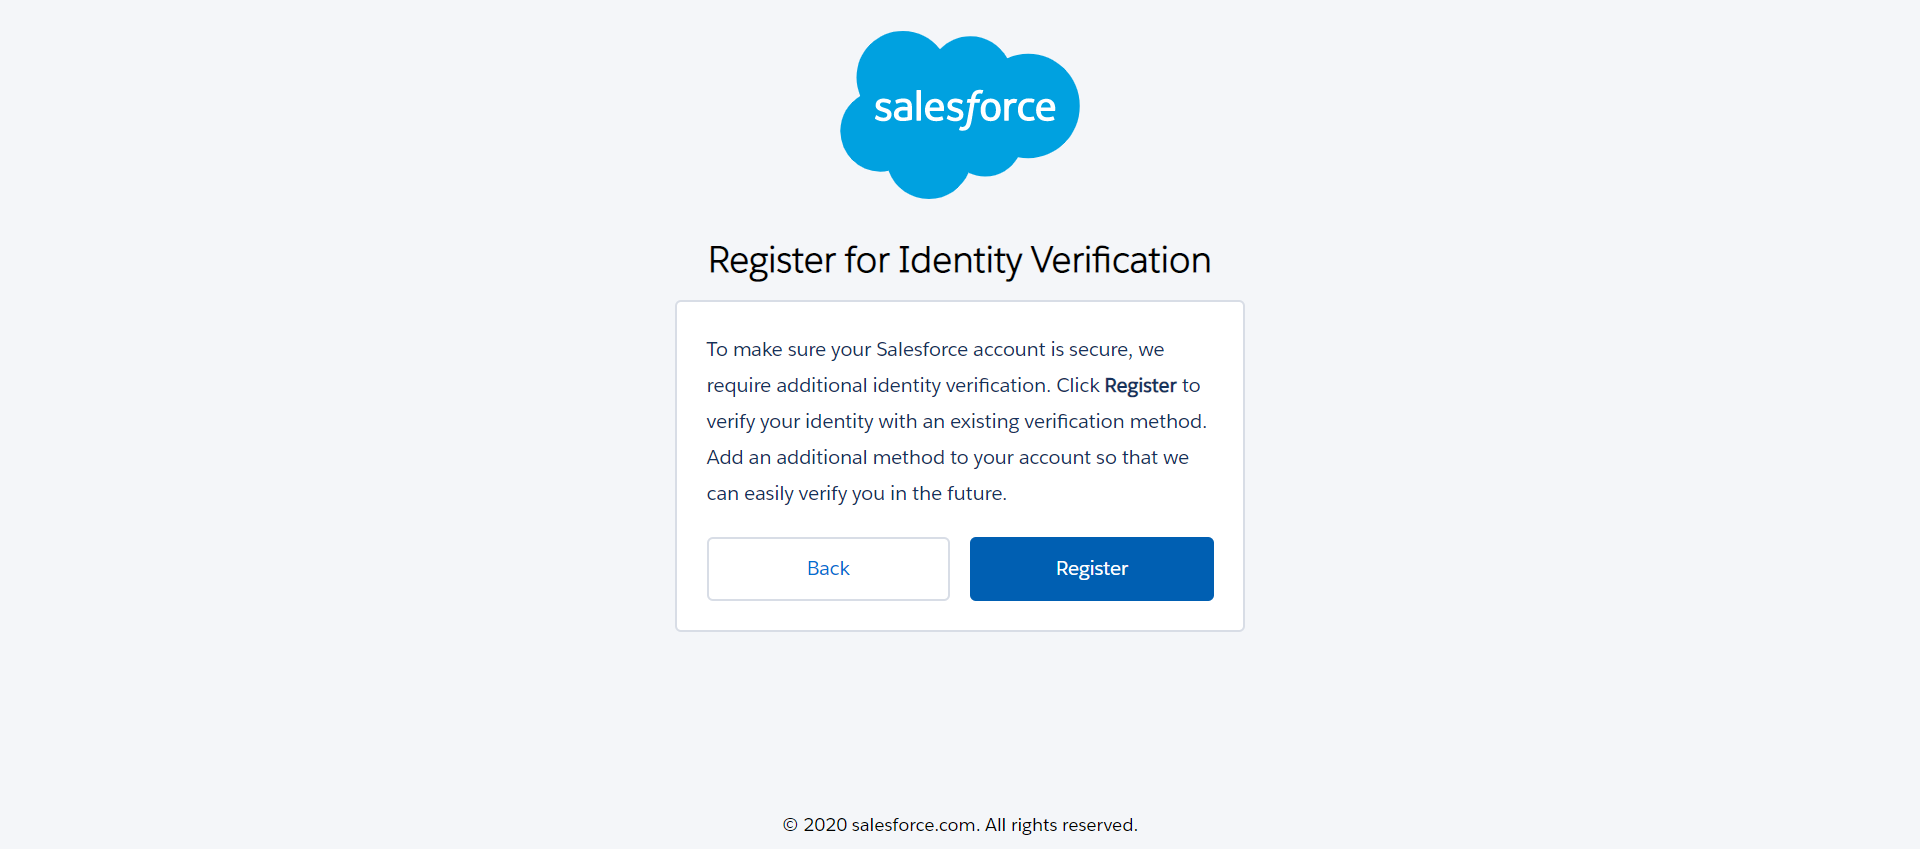 salesforce
Register for Identity Verification
To make sure your Salesforce account is secure, we
require additional identity verification. Click Register to
verify your identity with an existing verification method.
Add an additional method to your account so that we
can easily verify you in the future.
Back
Register
© 2020 salesforce.com. All rights reserved.